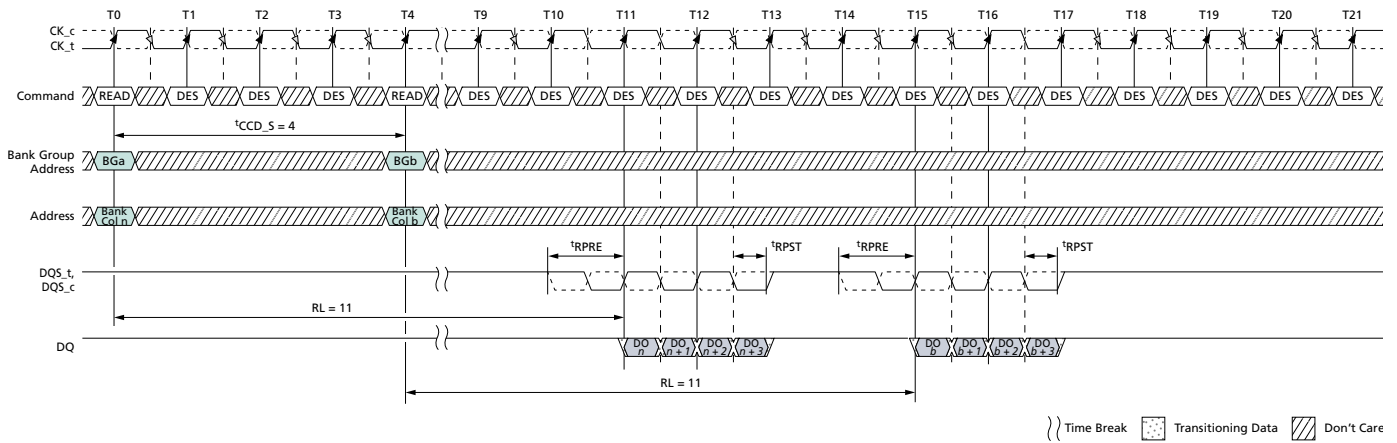 T0 T1 T2 T3 T4 T9 T10 T11 T12 T13 T14 T15 T16 T17 T18 T19 T20 T21
CK_c
CK_t
Command READ DES DES DES READ DES DES DES DES DES DES DES DES DES DES DES DES DES
tCCD_S = 4
Bank Group
Address
BGa BGb
Address
Bank
Col n
Bank
Col b
tRPRE tRPST tRPRE tRPST
DQS_t,
DQS_c
RL = 11
DQ
DO
n
DO
n + 1
DO
n + 2
DO
n + 3
DO
b
DO
b + 1
DO
b + 2
DO
b + 3
RL = 11
Time Break Transitioning Data Don't Care